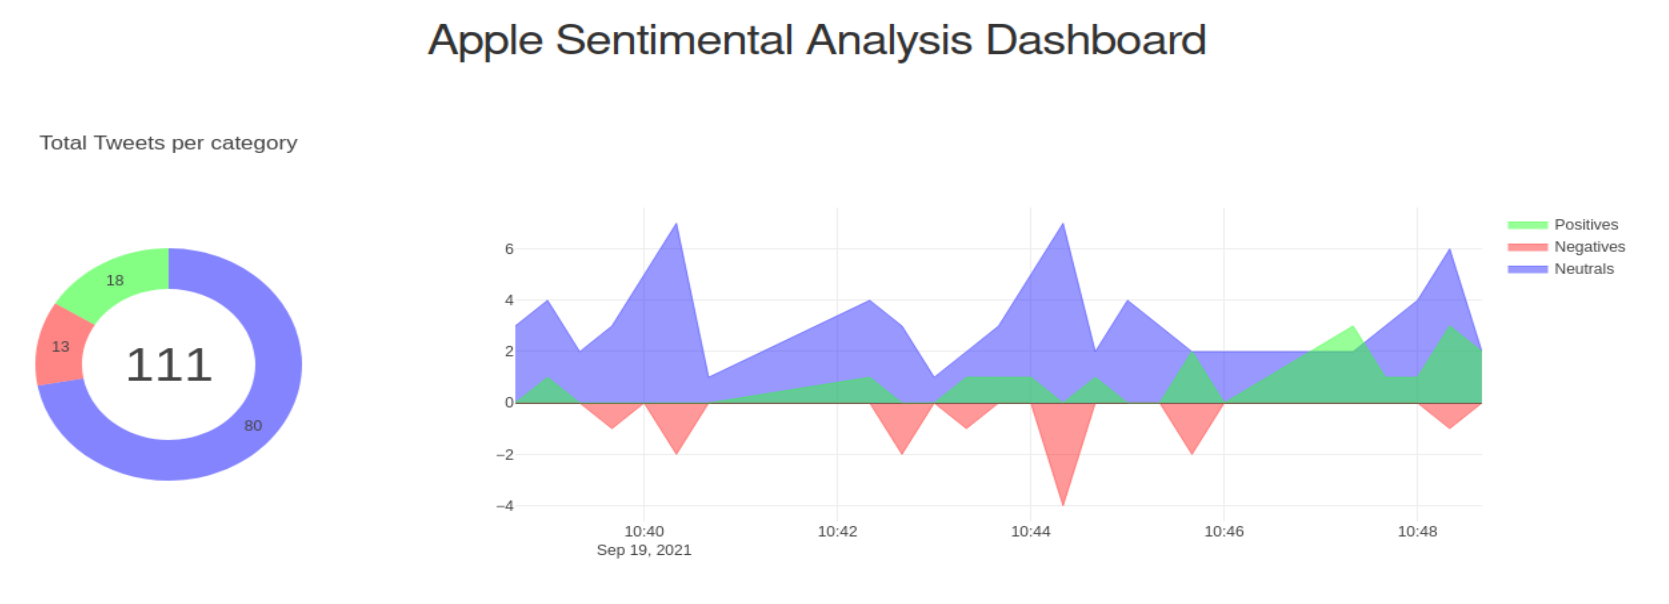 Apple Sentimental Analysis Dashboard
Total Tweets per category
18
13
111
80
6
4
2
0
−2
−4
10:40
Sep 19, 2021
10:42
10:44
10:46
10:48
Positives
Negatives
Neutrals